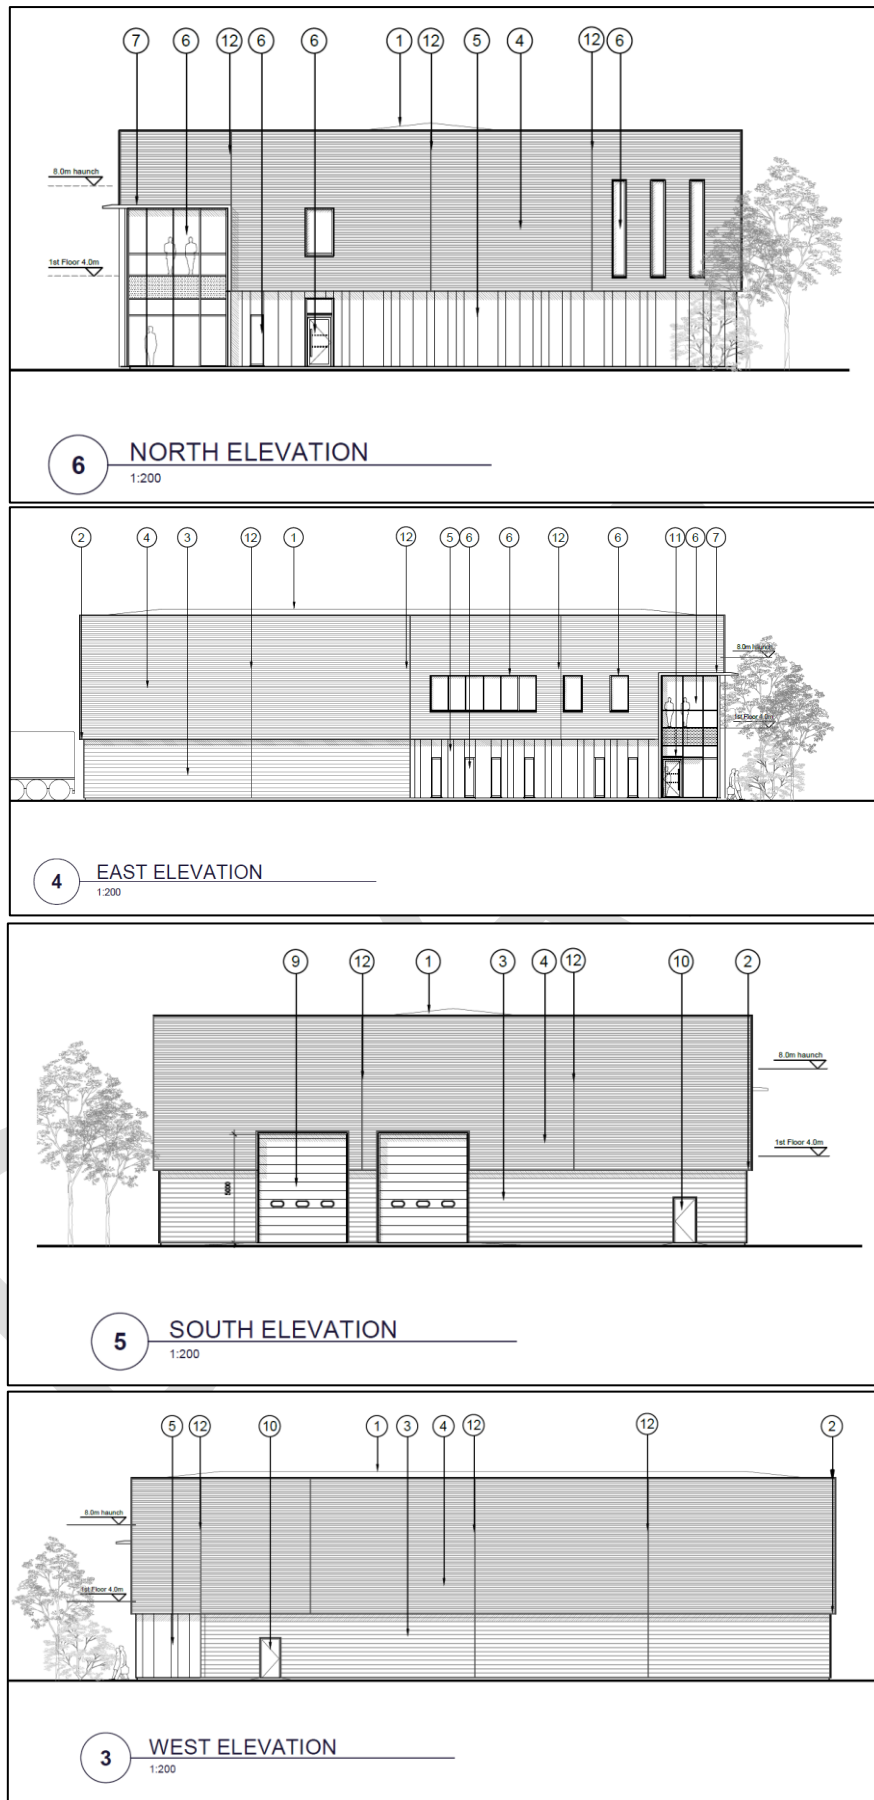 7 6 12 6 6 1 12 5 4 12 6
8.0m haunch
1st Floor 4.0m
6 NORTH ELEVATION
1:200
2 4 3 12 1 12 5 6 6 12 6 11 6 7
8.0m haunch
1st Floor 4.0m
4 EAST ELEVATION
1:200
9 12 1 3 4 12 10 2
8.0m haunch
1st Floor 4.0m
5000
5 SOUTH ELEVATION
1:200
5 12 10 1 3 4 12 12 2
8.0m haunch
1st Floor 4.0m
3 WEST ELEVATION
1:200